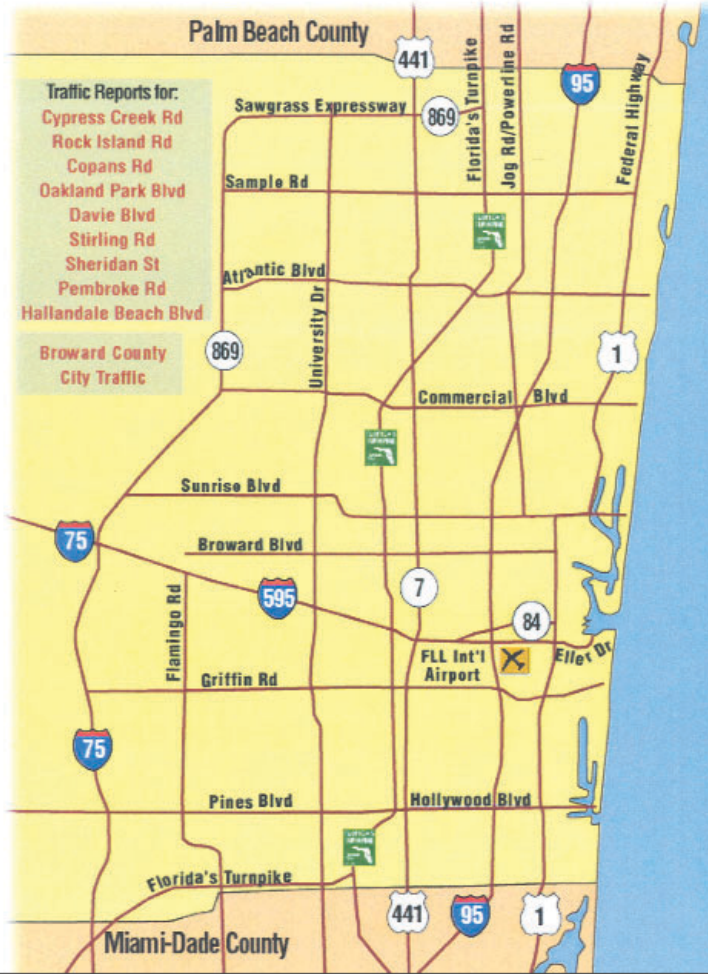 Palm Beach County
441
Florida's Turnpike
Jog Rd/Powerline Rd
95
Federal Highway
Traffic Reports for:
Cypress Creek Rd
Rock Island Rd
Copans Rd
Oakland Park Blvd
Davie Blvd
Stirling Rd
Sheridan St
Pembroke Rd
Hallandale Beach Blvd
Broward County
City Traffic
Sawgrass Expressway
869
Sample Rd
Atlantic Blvd
University Dr
869
1
Commercial Blvd
Sunrise Blvd
75
Broward Blvd
595
7
84
Flamingo Rd
FLL Int'l
Airport
Eller Dr
Griffin Rd
75
Pines Blvd
Hollywood Blvd
Florida's Turnpike
441
95
1
Miami-Dade County